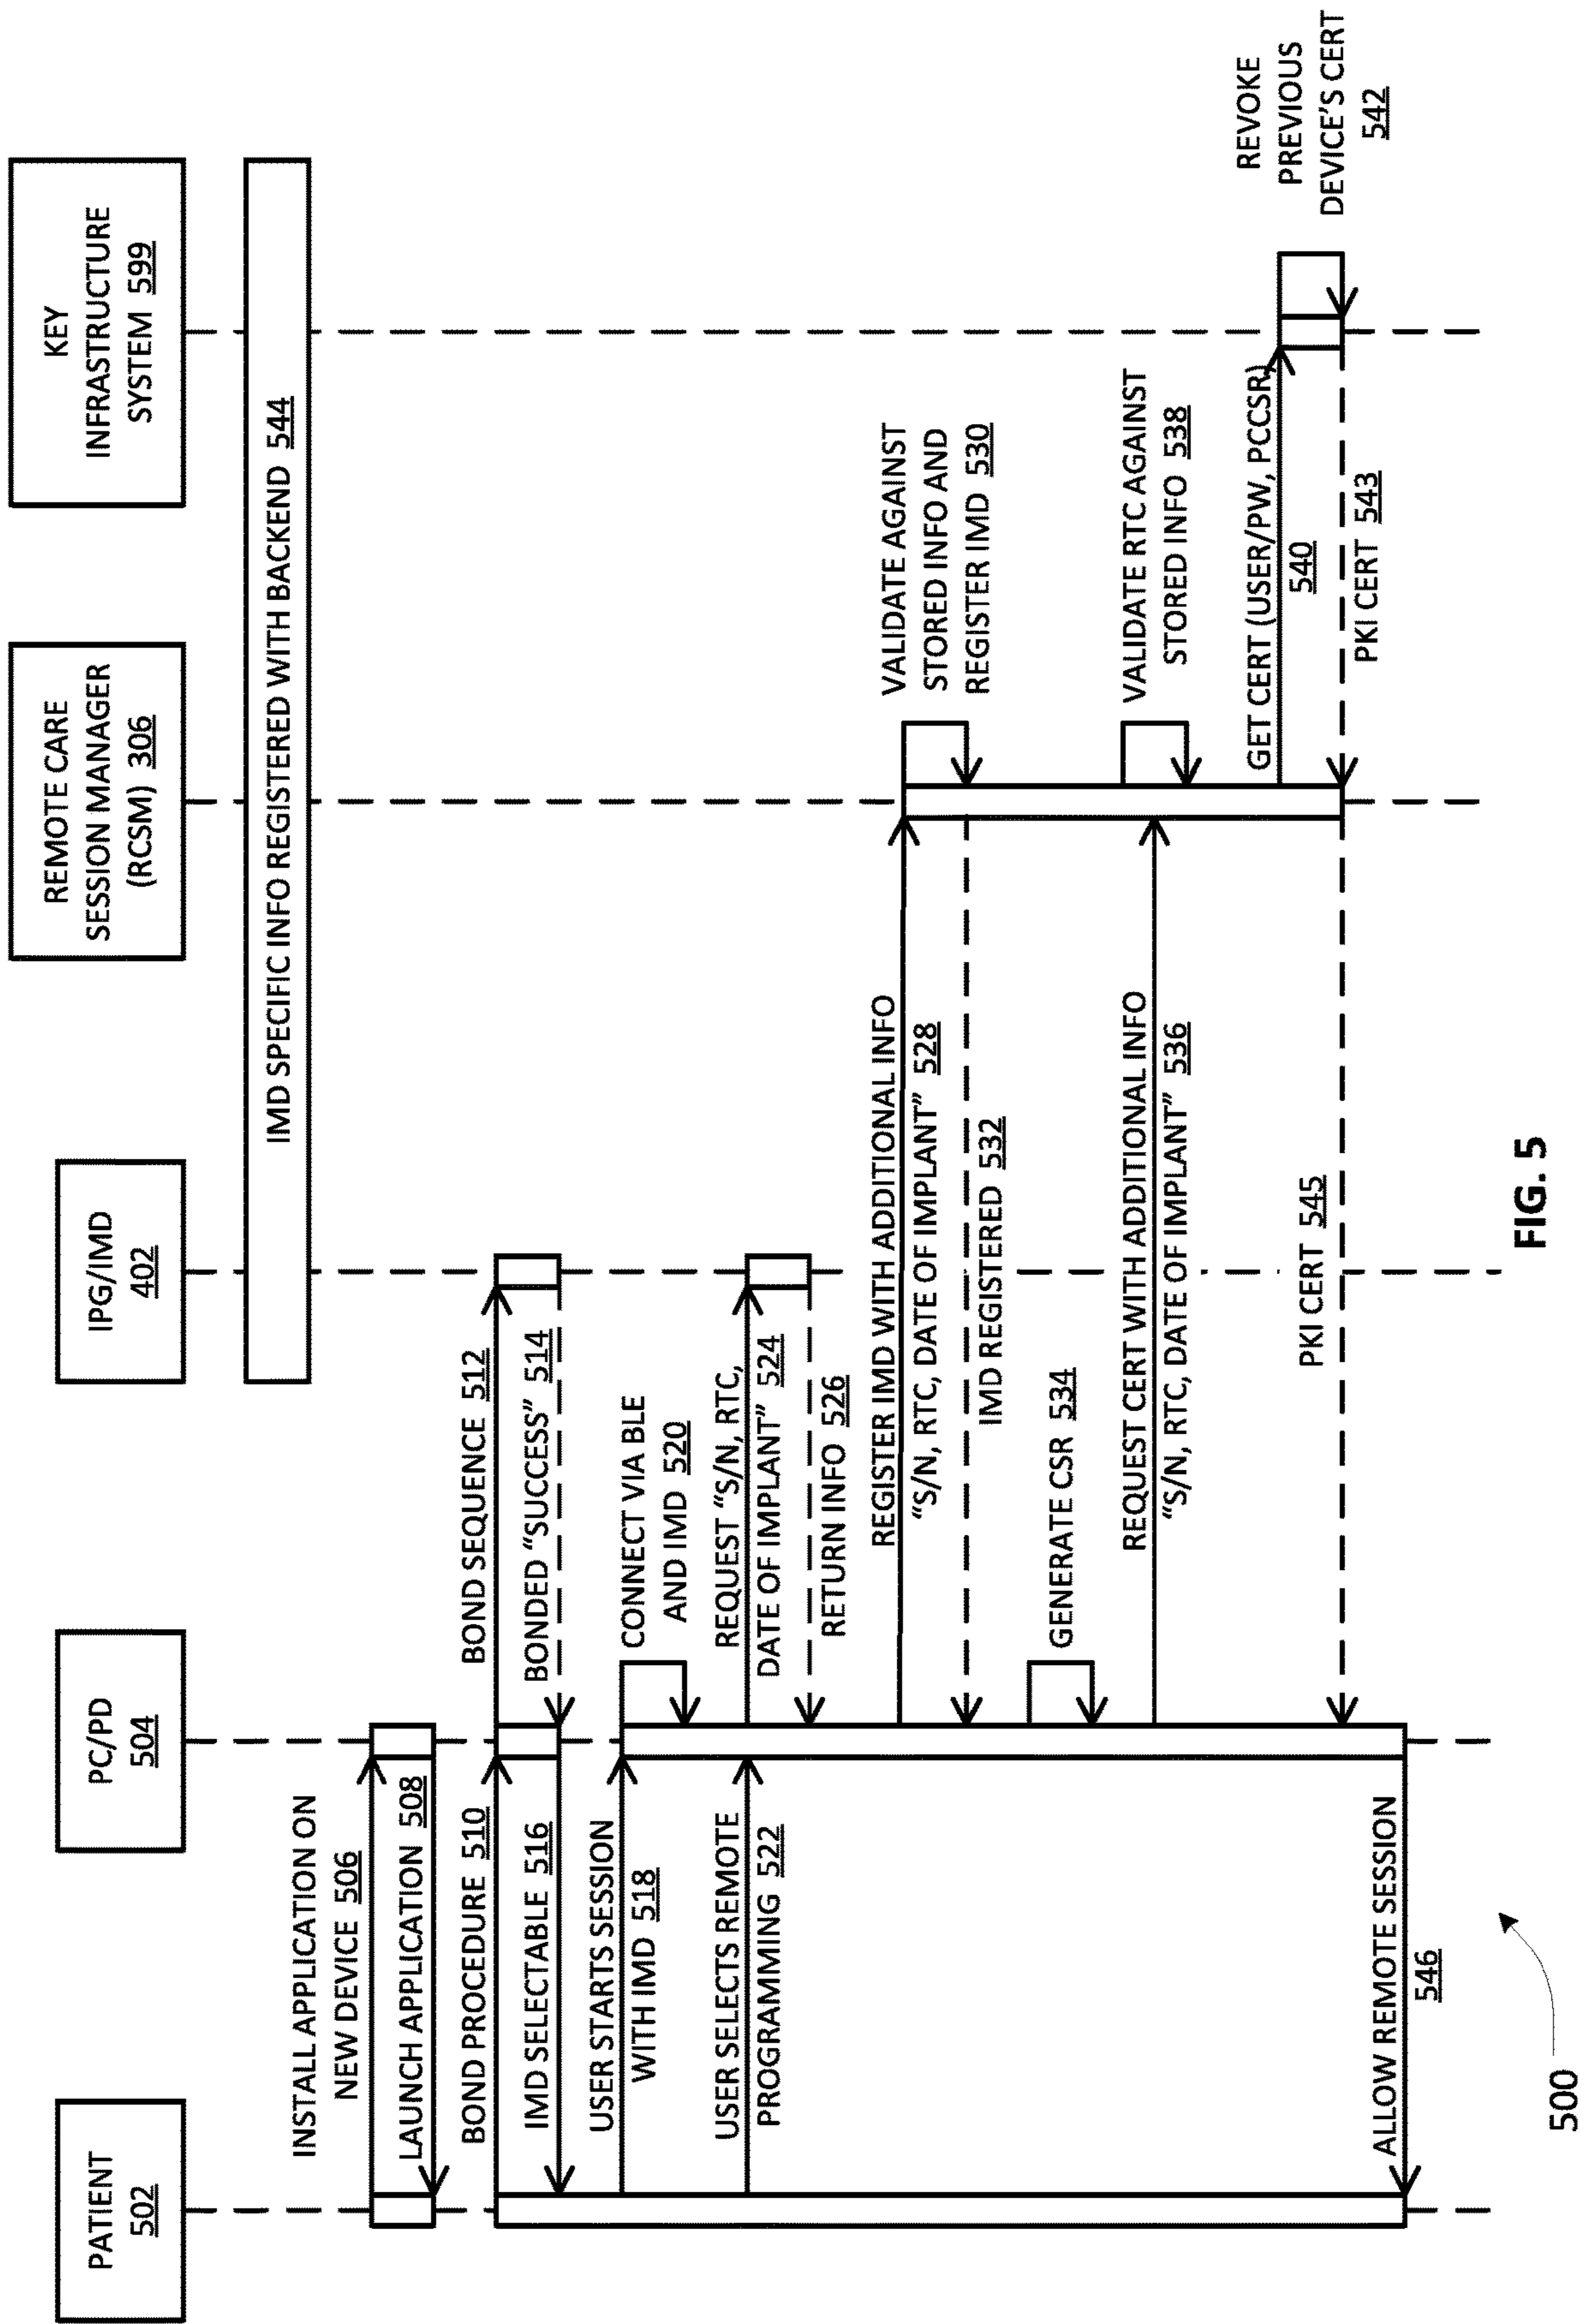 PATIENT
502
PC/PD
504
IPG/IMD
402
REMOTE CARE
SESSION MANAGER
(RCSM) 306
KEY
INFRASTRUCTURE
SYSTEM 599
IMD SPECIFIC INFO REGISTERED WITH BACKEND 544
INSTALL APPLICATION ON
NEW DEVICE 506
LAUNCH APPLICATION 508
BOND PROCEDURE 510
BOND SEQUENCE 512
BONDED “SUCCESS” 514
IMD SELECTABLE 516
USER STARTS SESSION
WITH IMD 518
CONNECT VIA BLE
AND IMD 520
USER SELECTS REMOTE
PROGRAMMING 522
REQUEST “S/N, RTC,
DATE OF IMPLANT” 524
RETURN INFO 526
REGISTER IMD WITH ADDITIONAL INFO
“S/N, RTC, DATE OF IMPLANT” 528
VALIDATE AGAINST
STORED INFO AND
REGISTER IMD 530
IMD REGISTERED 532
GENERATE CSR 534
REQUEST CERT WITH ADDITIONAL INFO
“S/N, RTC, DATE OF IMPLANT” 536
VALIDATE RTC AGAINST
STORED INFO 538
GET CERT (USER/PW, PCCSR)
540
REVOKE
PREVIOUS
DEVICE’S CERT
542
PKI CERT 543
PKI CERT 545
ALLOW REMOTE SESSION
546
500
FIG. 5